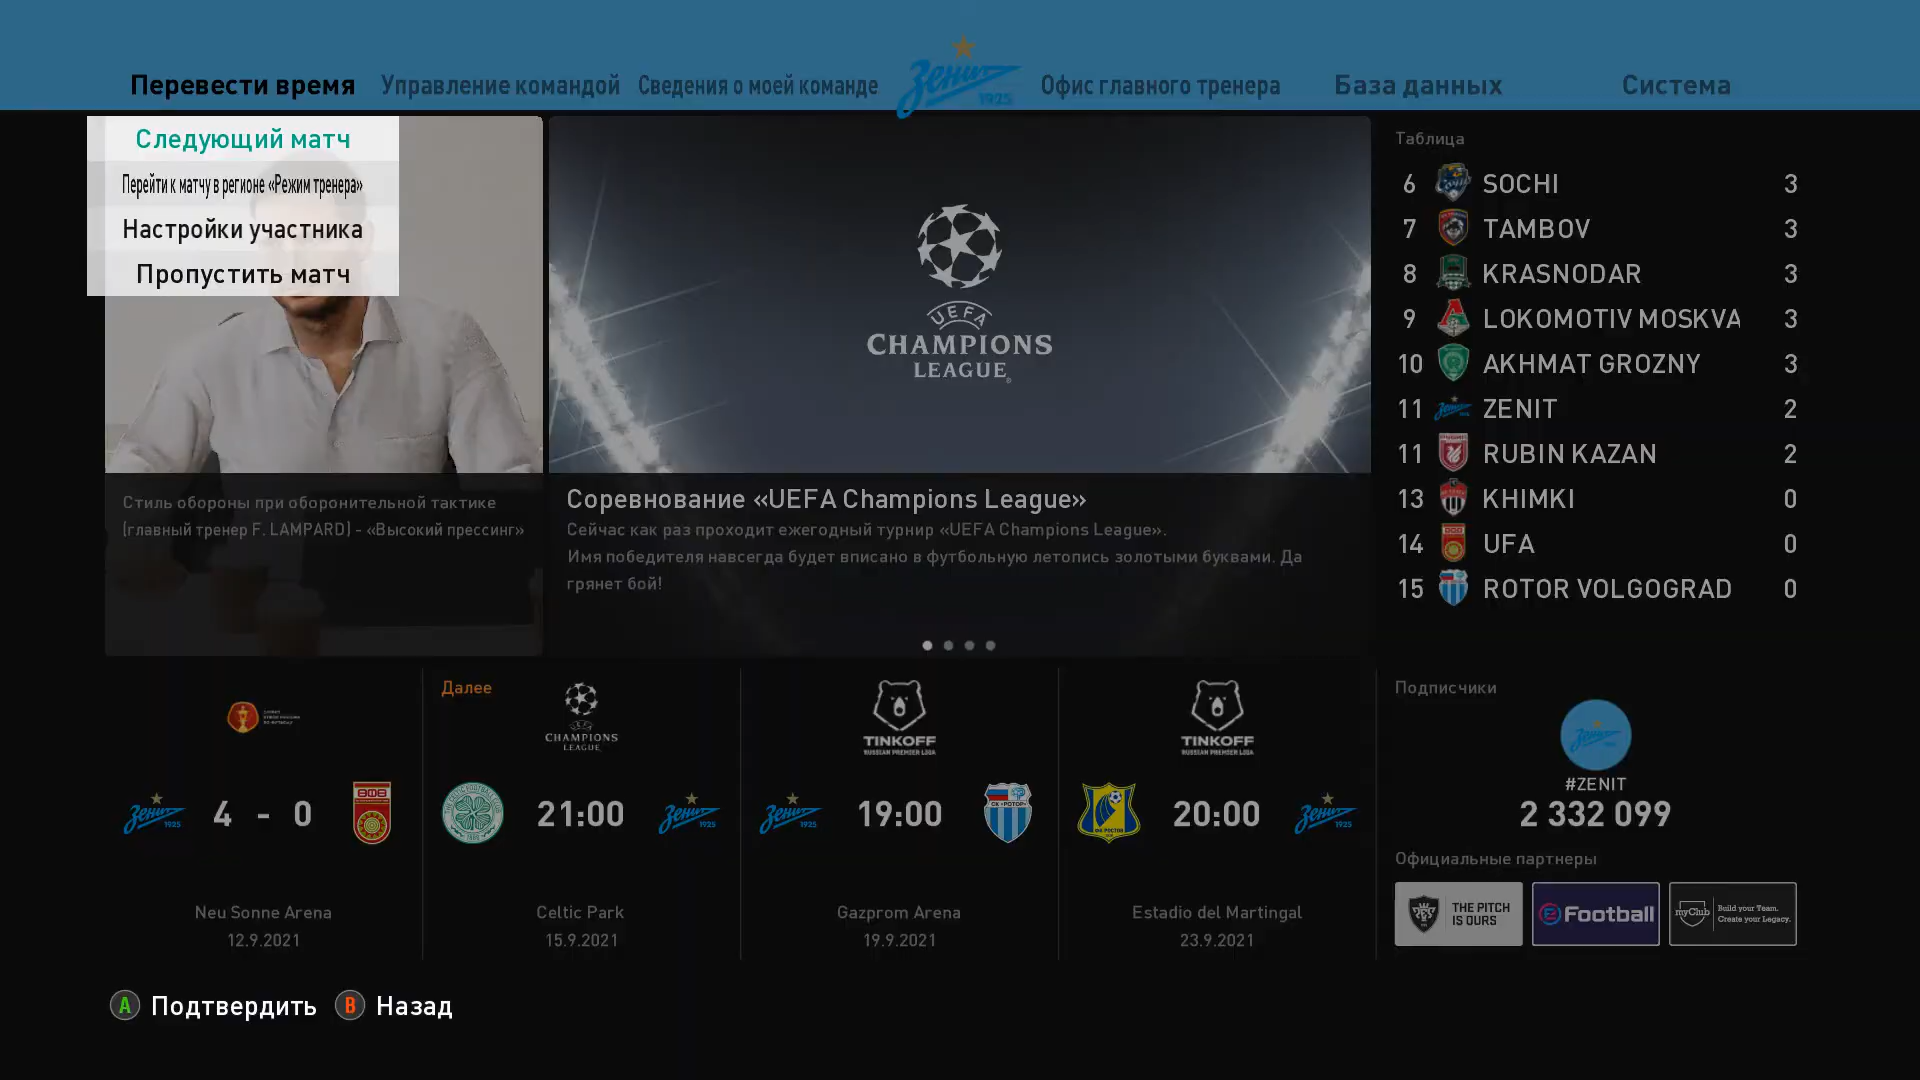 Перевести время
Управление командой
Сведения о моей команде
Зенит
1925
Офис главного тренера
База данных
Система
Следующий матч
Перейти к матчу в регионе «Режим тренера»
Настройки участника
Пропустить матч
Стиль обороны при оборонительной тактике
(главный тренер F. LAMPARD) - «Высокий прессинг»
UEFA
CHAMPIONS
LEAGUE
Соревнование «UEFA Champions League»
Сейчас как раз проходит ежегодный турнир «UEFA Champions League».
Имя победителя навсегда будет вписано в футбольную летопись золотыми буквами. Да
грянет бой!
Таблица
6 SOCHI 3
7 TAMBOV 3
8 KRASNODAR 3
9 LOKOMOTIV MOSKVA 3
10 AKHMAT GROZNY 3
11 ZENIT 2
11 RUBIN KAZAN 2
13 KHIMKI 0
14 UFA 0
15 ROTOR VOLGOGRAD 0
4 - 0
Neu Sonne Arena
12.9.2021
Далее
UEFA
CHAMPIONS
LEAGUE
21:00
Celtic Park
15.9.2021
TINKOFF
RUSSIAN PREMIER LIGA
19:00
Gazprom Arena
19.9.2021
TINKOFF
RUSSIAN PREMIER LIGA
20:00
Estadio del Martingal
23.9.2021
Подписчики
#ZENIT
2 332 099
Официальные партнеры
THE PITCH
IS OURS
eFootball
myClub
Build your Team.
Create your Legacy.
A Подтвердить
B Назад